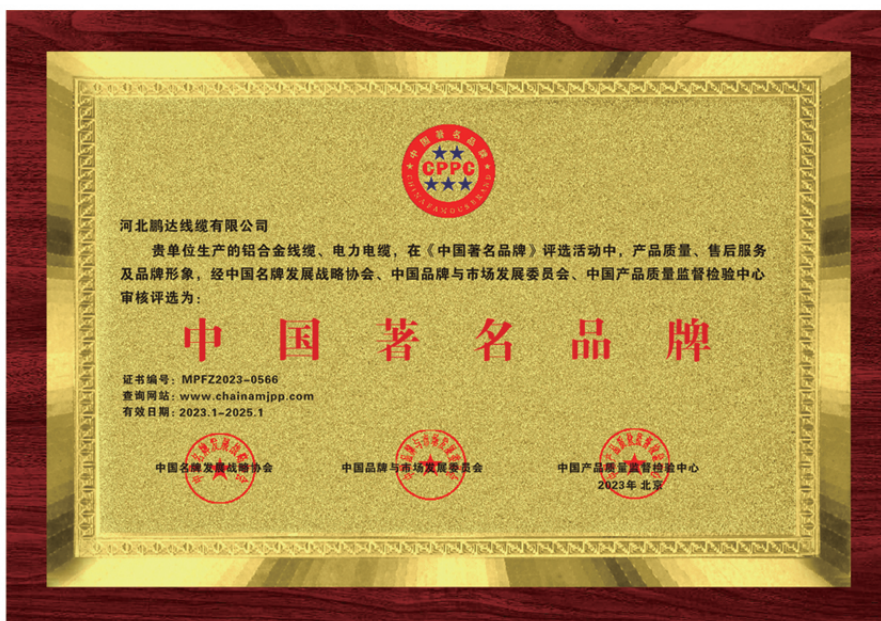 中国著名品牌
CPPC
CHINA FAMOUS BRAND
河北鹏达线缆有限公司
贵单位生产的铝合金线缆、电力电缆，在《中国著名品牌》评选活动中，产品质量、售后服务
及品牌形象，经中国名牌发展战略协会、中国品牌与市场发展委员会、中国产品质量监督检验中心
审核评选为：
中国著名品牌
证书编号：MPFZ2023-0566
查询网站：www.chainamjpp.com
有效日期：2023.1-2025.1
中国名牌发展战略协会
中国品牌与市场发展委员会
中国产品质量监督检验中心
2023年 北京